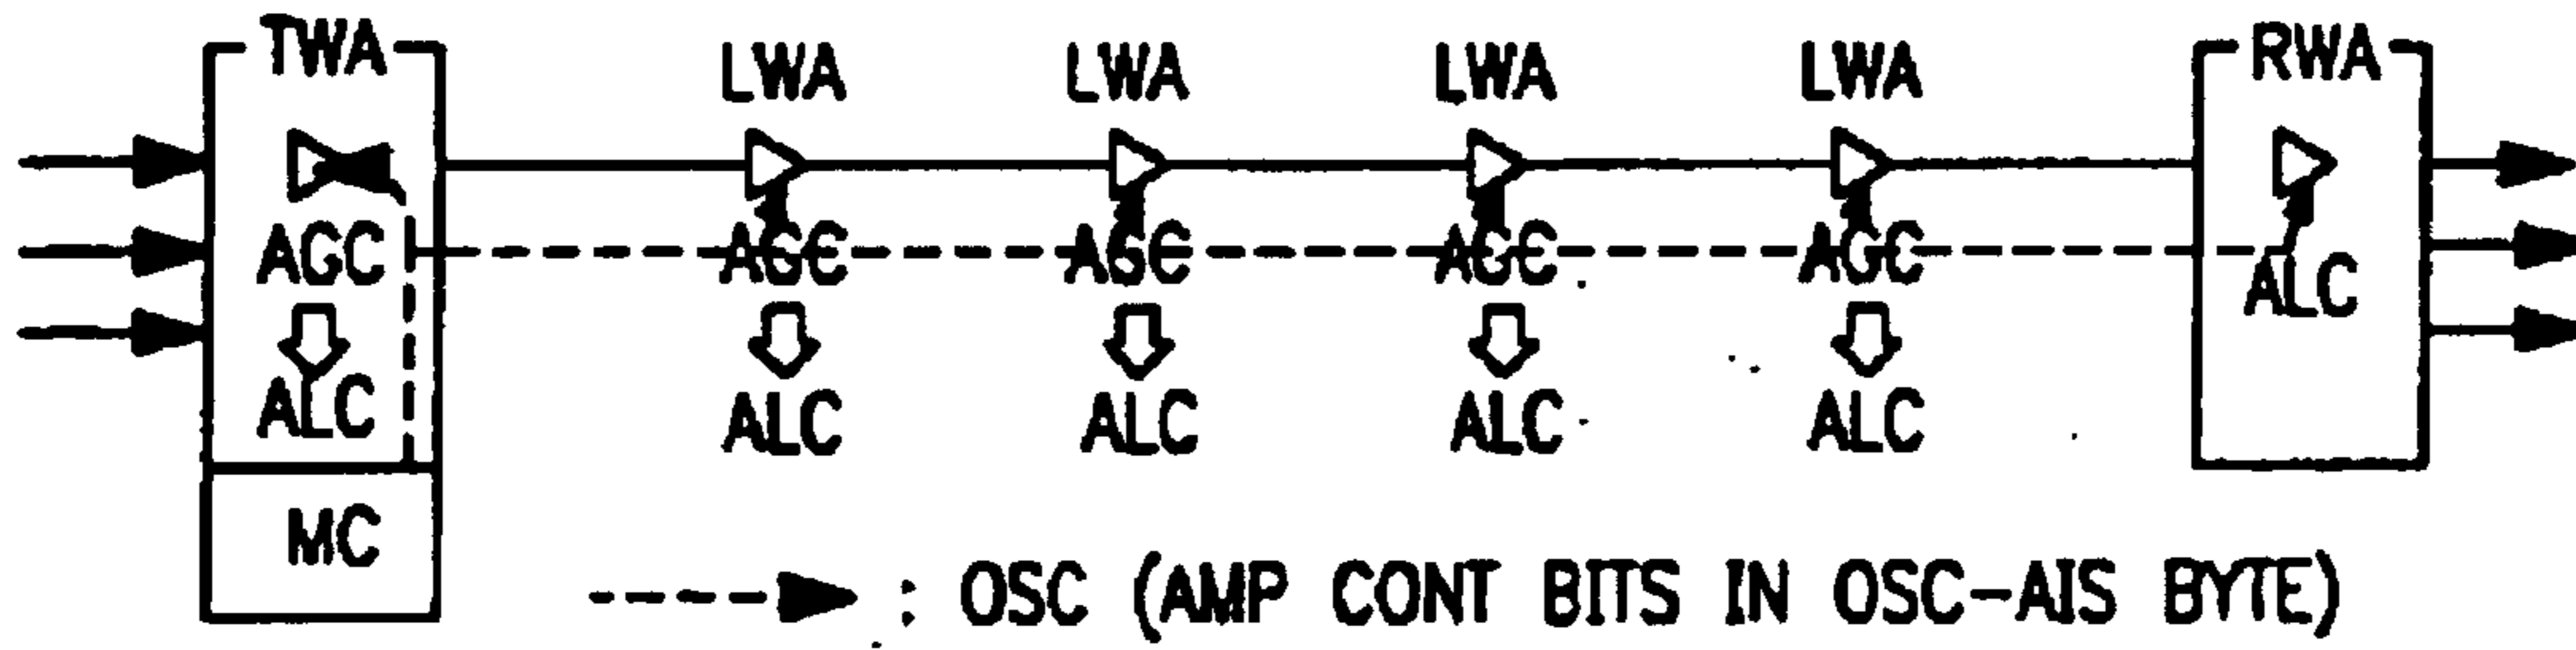 TWA LWA LWA LWA LWA RWA
AGC AGC AGC AGC AGC ALC
ALC ALC ALC ALC ALC
MC
: OSC (AMP CONT BITS IN OSC-AIS BYTE)